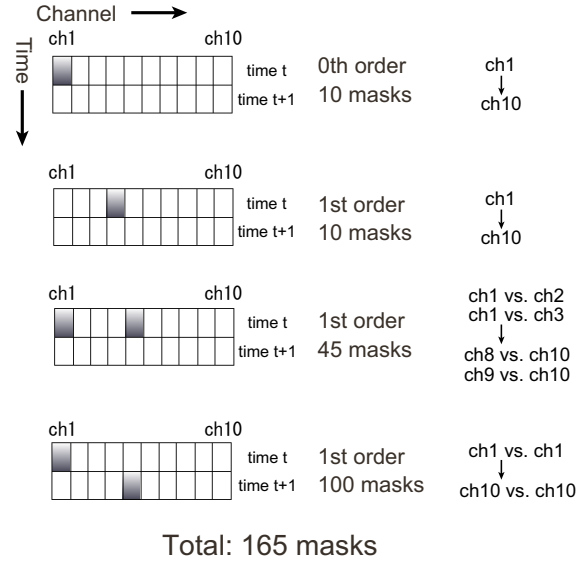 Channel
Time
ch1 ch10
time t
time t+1
0th order
10 masks
ch1
ch10
ch1 ch10
time t
time t+1
1st order
10 masks
ch1
ch10
ch1 ch10
time t
time t+1
1st order
45 masks
ch1 vs. ch2
ch1 vs. ch3
ch8 vs. ch10
ch9 vs. ch10
ch1 ch10
time t
time t+1
1st order
100 masks
ch1 vs. ch1
ch10 vs. ch10
Total: 165 masks